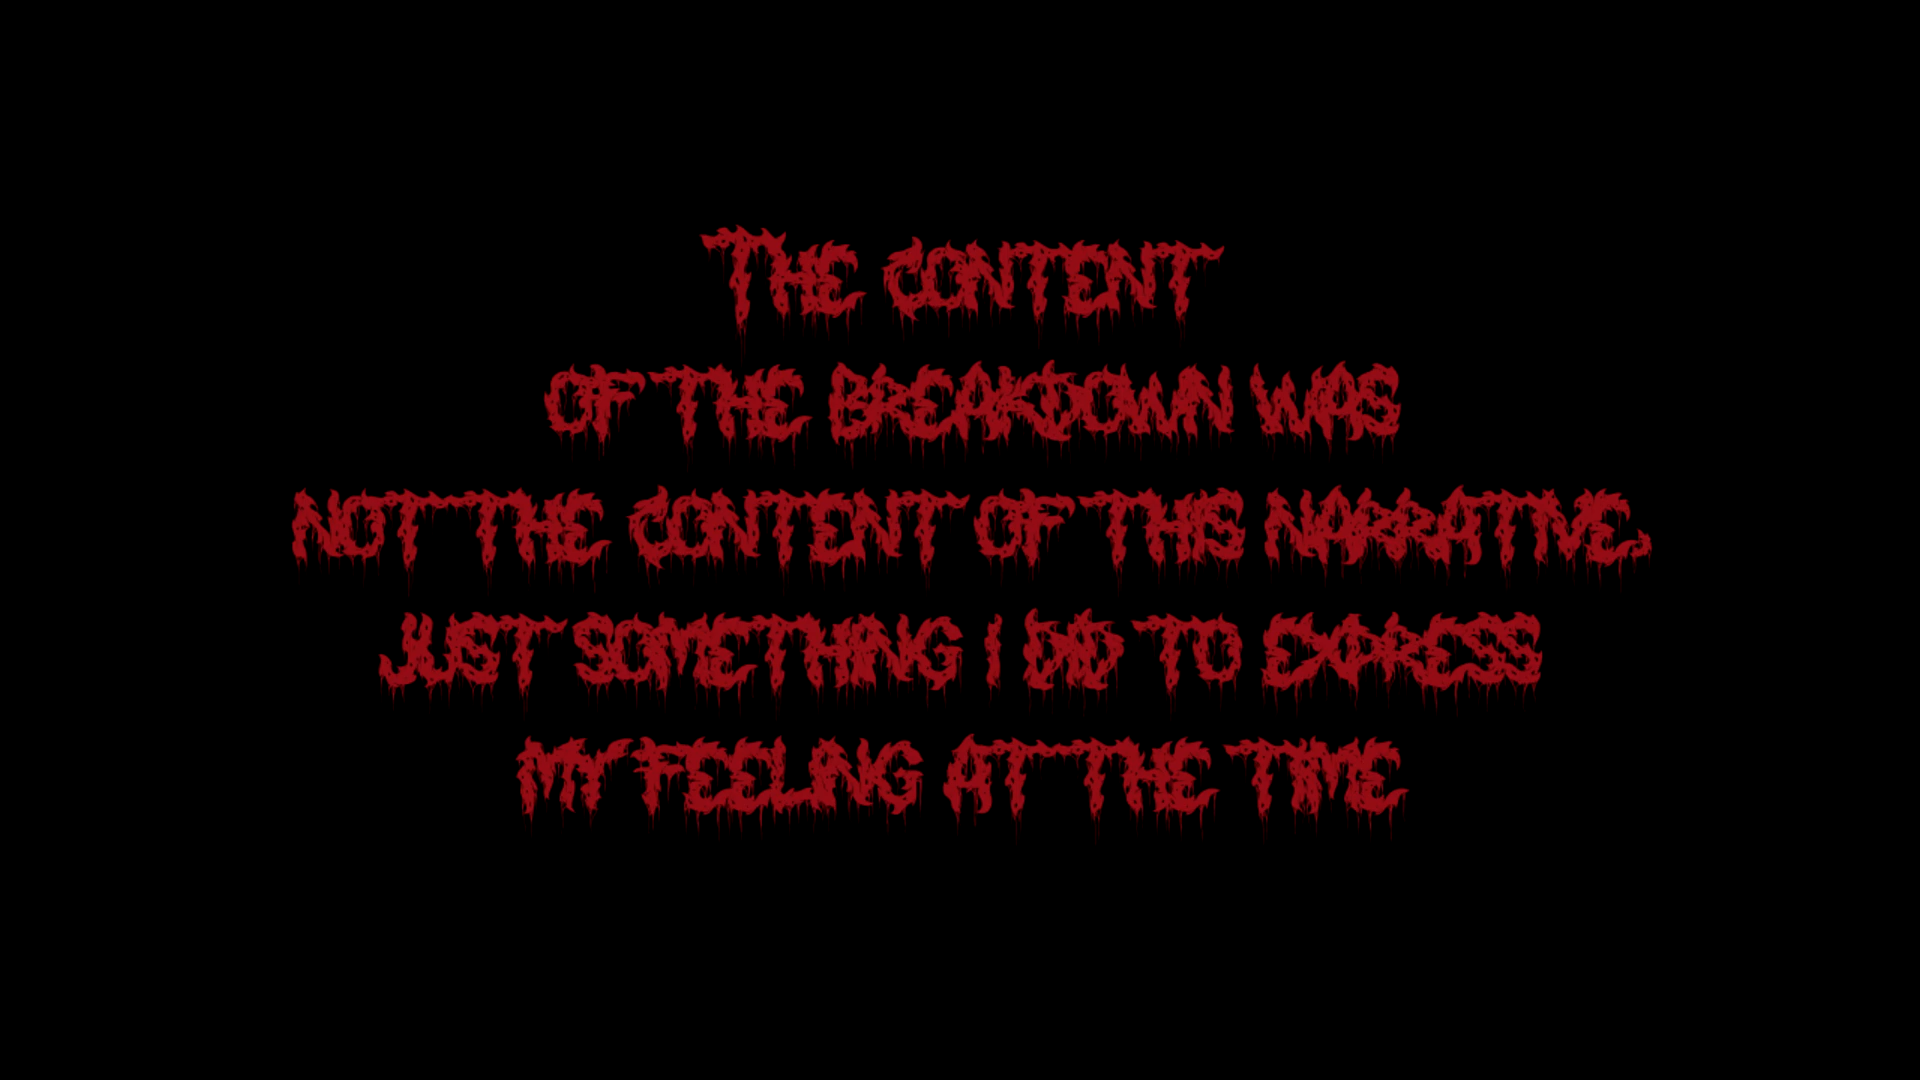 The content
of the breakdown was
not the content of this narrative,
just something I did to express
my feeling at the time